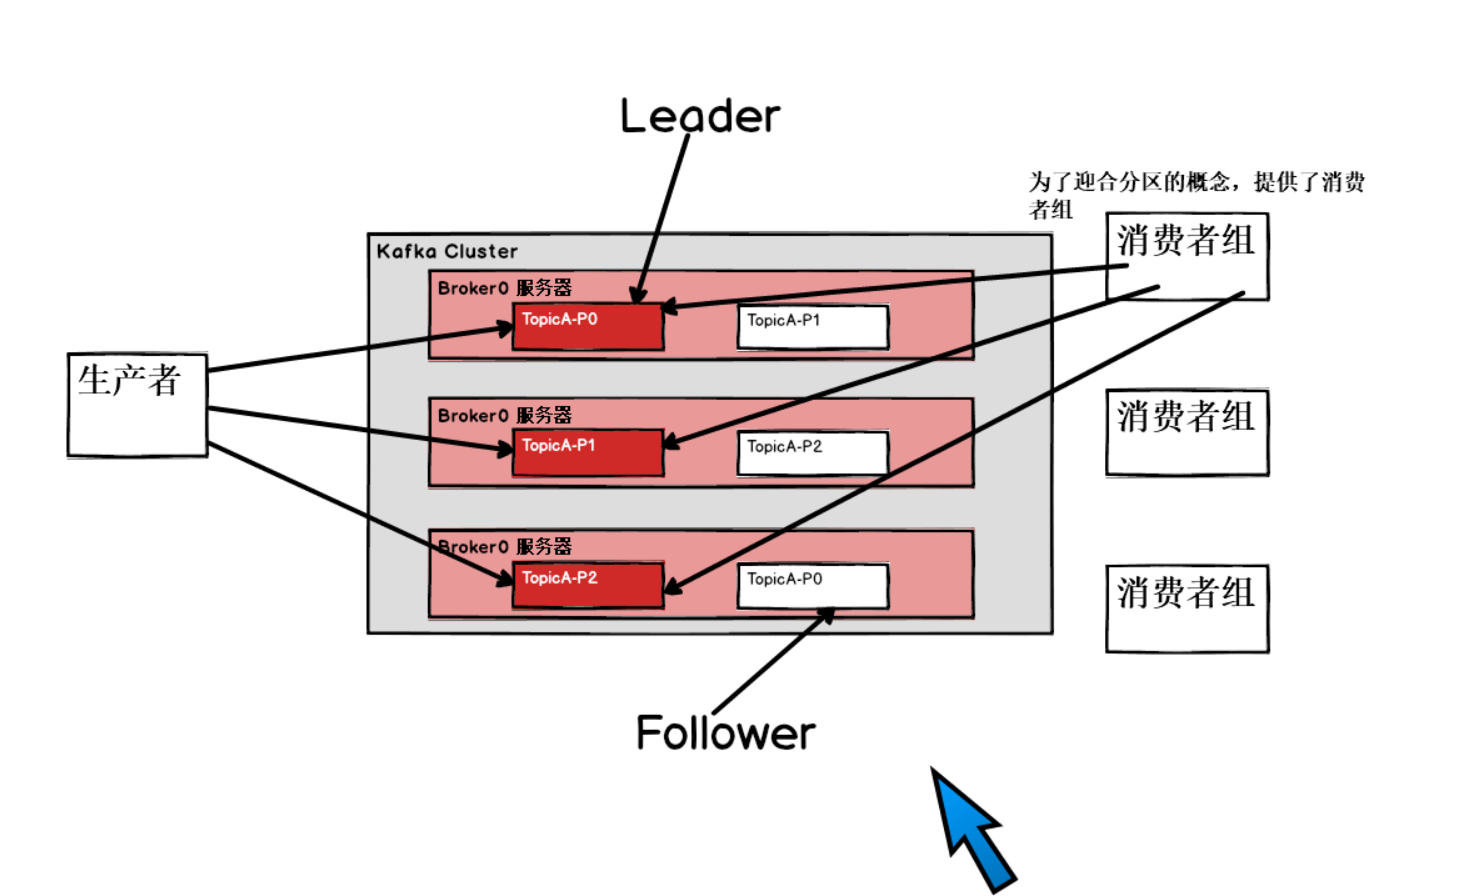 Leader
为了迎合分区的概念，提供了消费
者组
消费者组
Kafka Cluster
Broker0 服务器
TopicA-P0
TopicA-P1
生产者
Broker0 服务器
TopicA-P1
TopicA-P2
消费者组
Broker0 服务器
TopicA-P2
TopicA-P0
消费者组
Follower